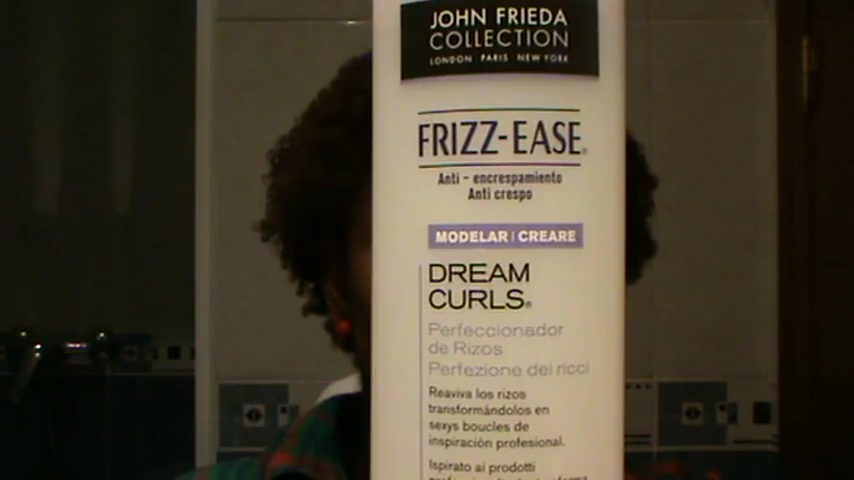 JOHN FRIEDA
COLLECTION
LONDON PARIS NEW YORK
FRIZZ-EASE®
Anti - encrespamiento
Anti crespo
MODELAR | CREARE
DREAM
CURLS®
Perfeccionador
de Rizos
Perfezione dei ricci
Reaviva los rizos
transformándolos en
sexys boucles de
inspiración profesional.
Ispirato ai prodotti